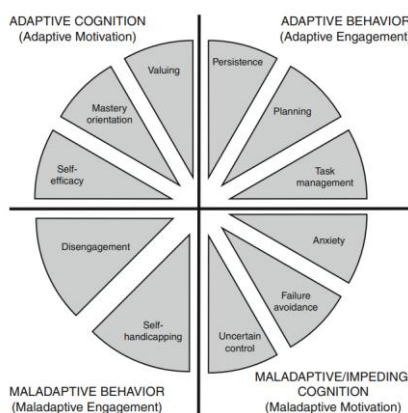 ADAPTIVE COGNITION
(Adaptive Motivation)
ADAPTIVE BEHAVIOR
(Adaptive Engagement)
Valuing
Persistence
Mastery
orientation
Planning
Self-
efficacy
Task
management
Disengagement
Anxiety
Self-
handicapping
Failure
avoidance
Uncertain
control
MALADAPTIVE BEHAVIOR
(Maladaptive Engagement)
MALADAPTIVE/IMPEDING
COGNITION
(Maladaptive Motivation)